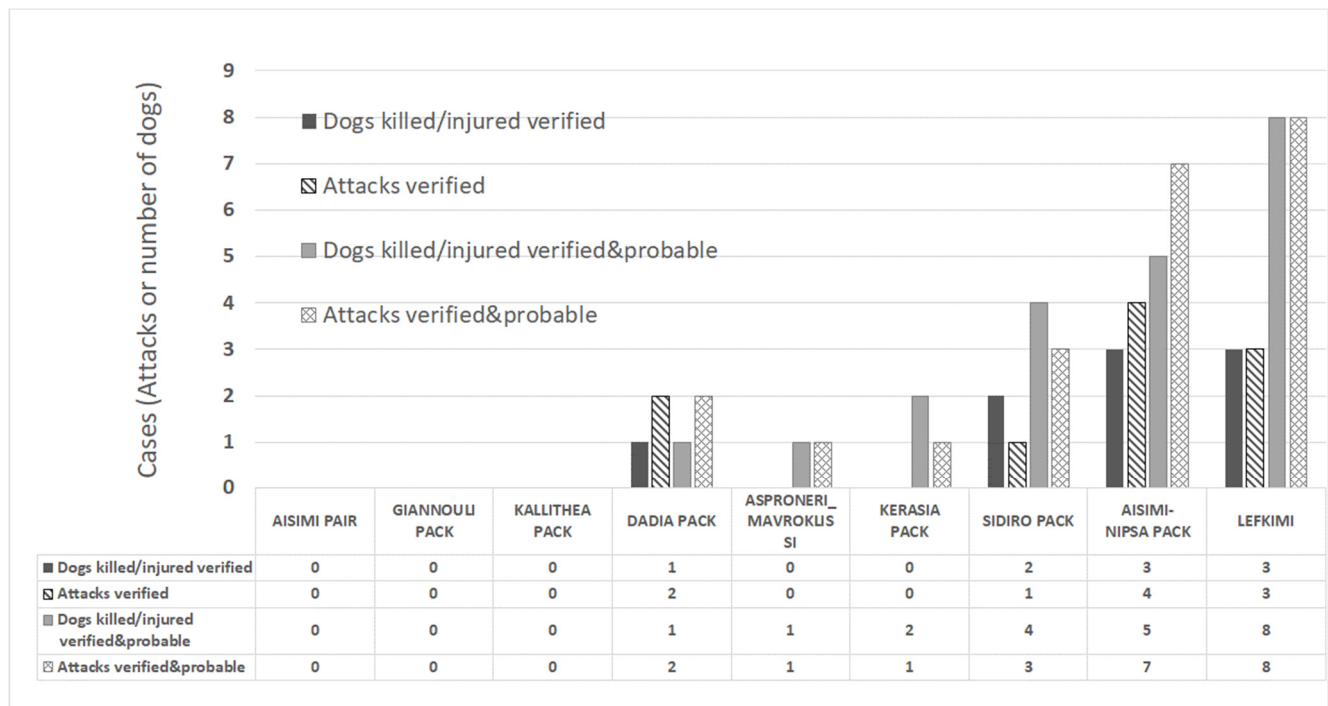 Cases (Attacks or number of dogs)
9
8
7
6
5
4
3
2
1
0
Dogs killed/injured verified
Attacks verified
Dogs killed/injured verified&probable
Attacks verified&probable
AISIMI PAIR
GIANNOULI
PACK
KALLITHEA
PACK
DADIA PACK
ASPRONERI_
MAVROKLIS
SI
KERASIA
PACK
SIDIRO PACK
AISIMI-
NIPSA PACK
LEFKIMI
Dogs killed/injured verified 0 0 0 1 0 0 2 3 3
Attacks verified 0 0 0 2 0 0 1 4 3
Dogs killed/injured
verified&probable 0 0 0 1 1 2 4 5 8
Attacks verified&probable 0 0 0 2 1 1 3 7 8